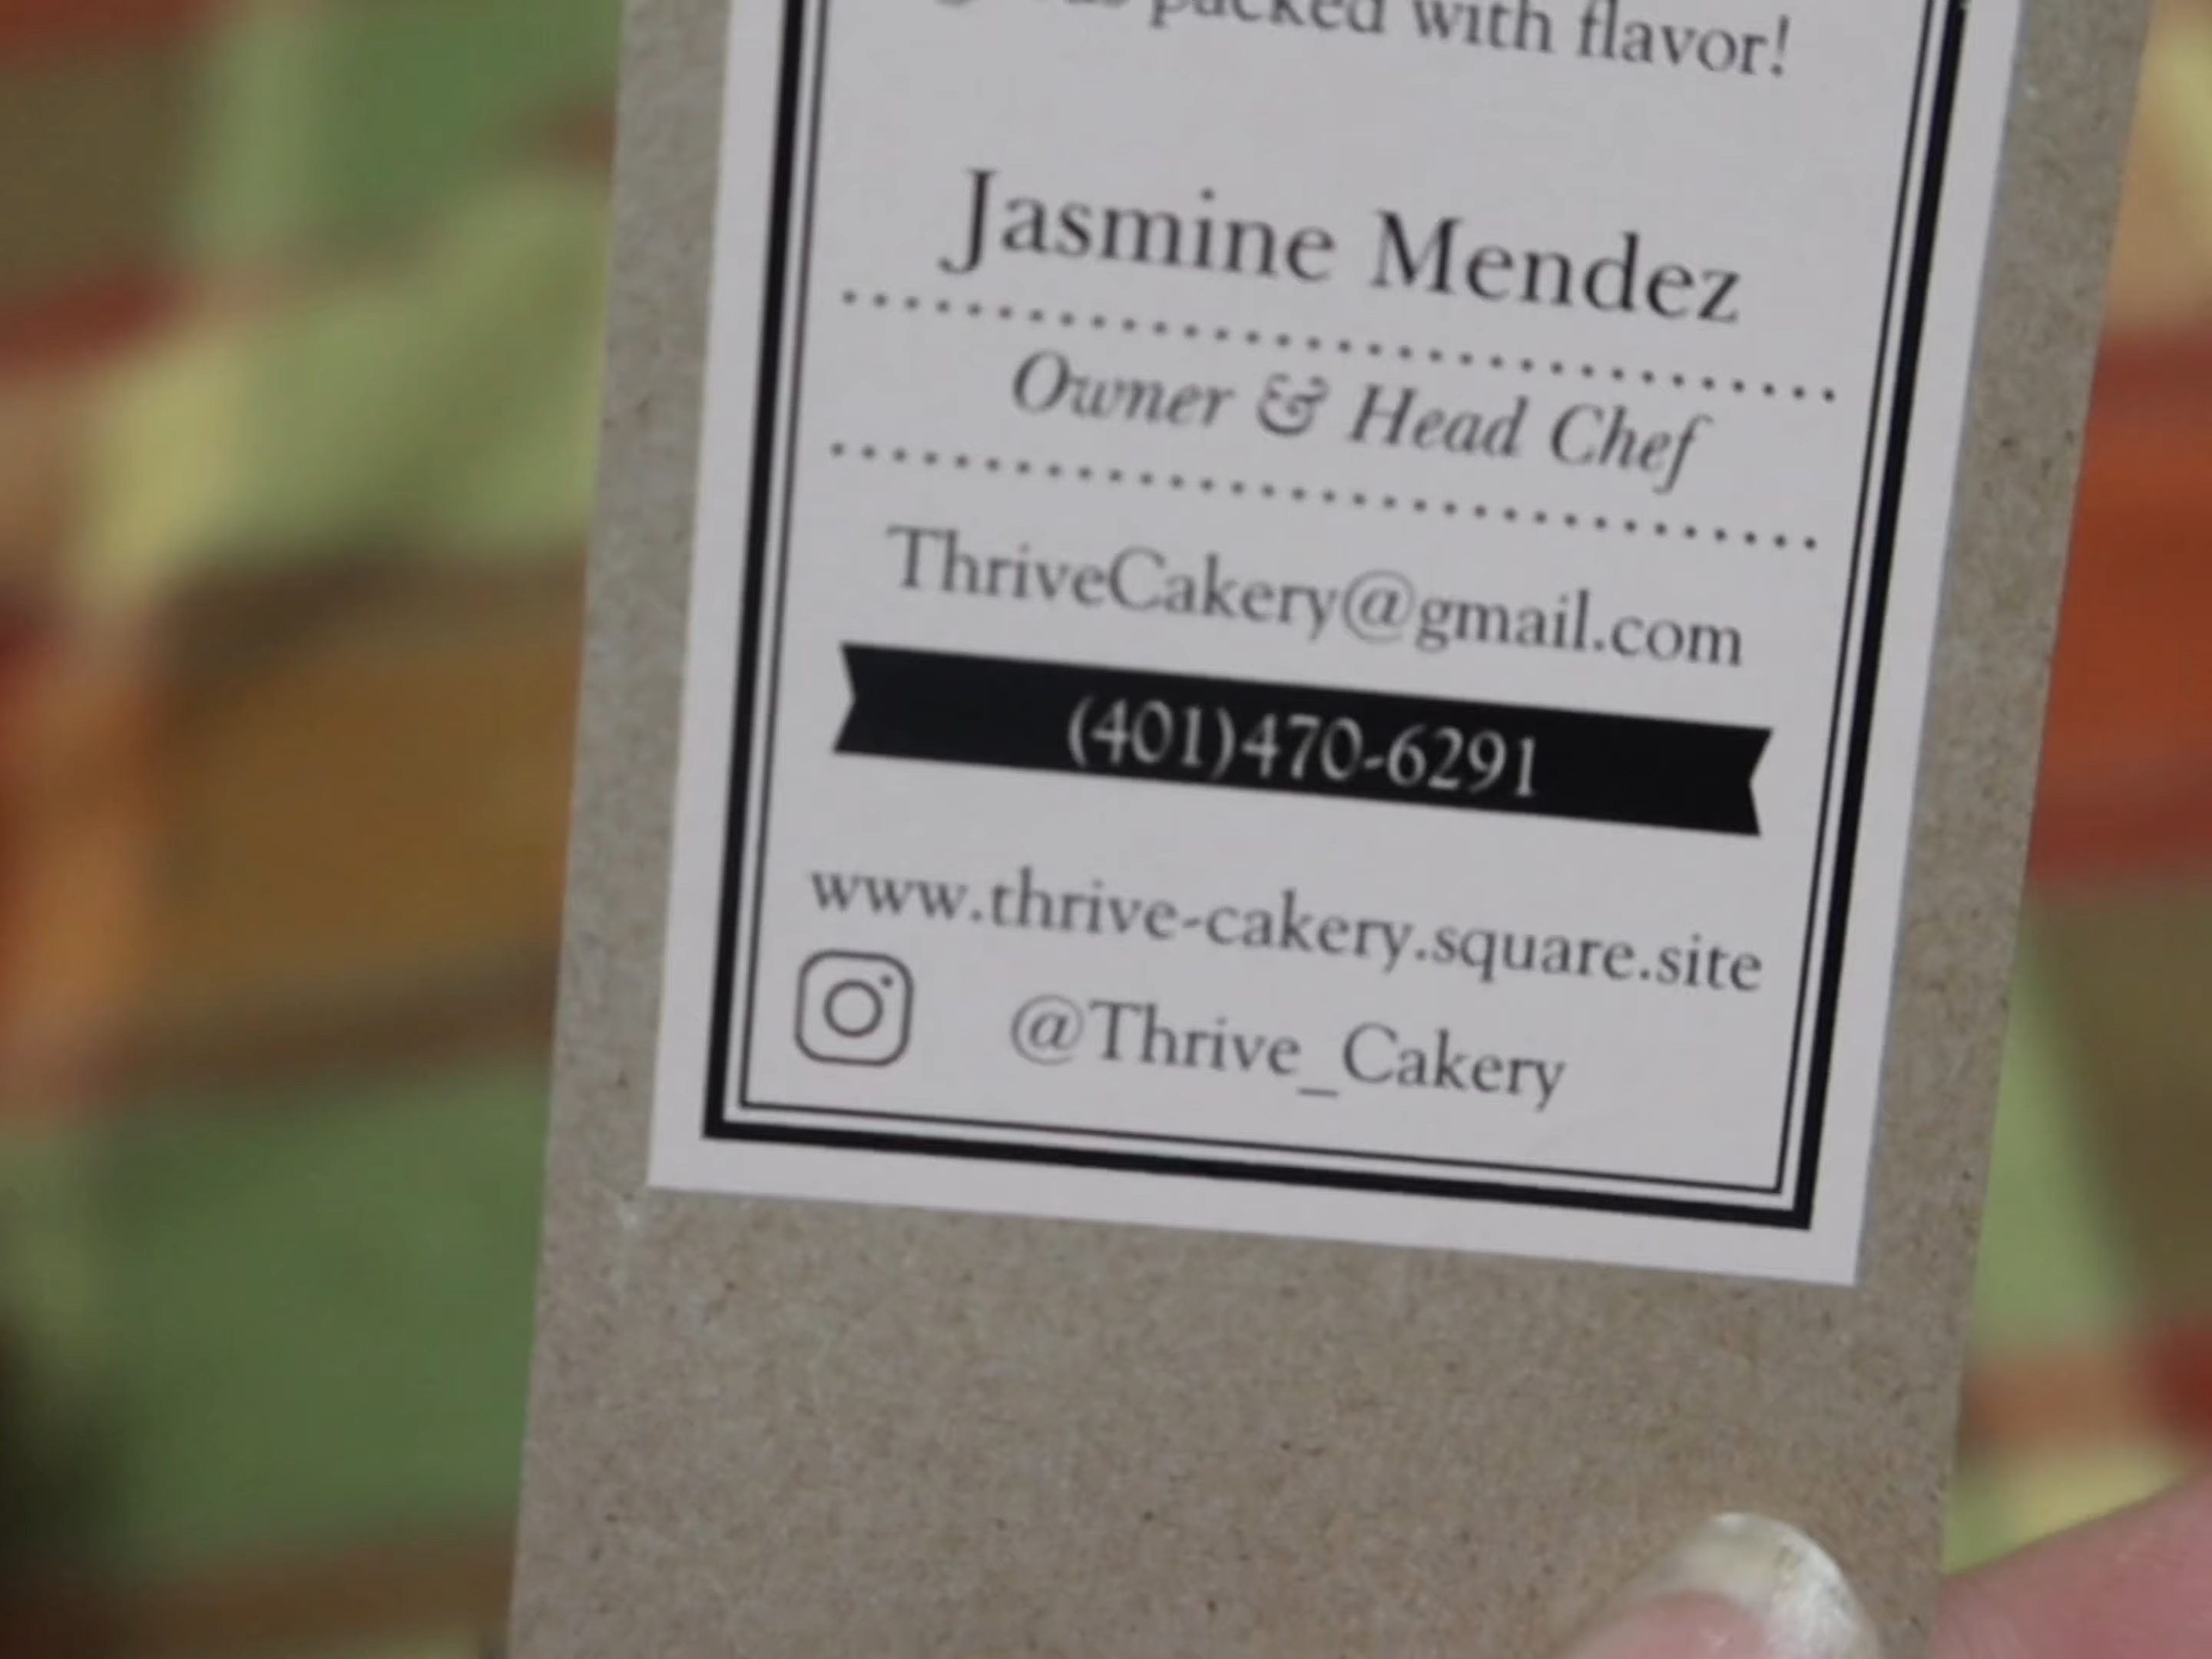 packed with flavor!
Jasmine Mendez
Owner & Head Chef
ThriveCakery@gmail.com
(401)470-6291
www.thrive-cakery.square.site
@Thrive_Cakery